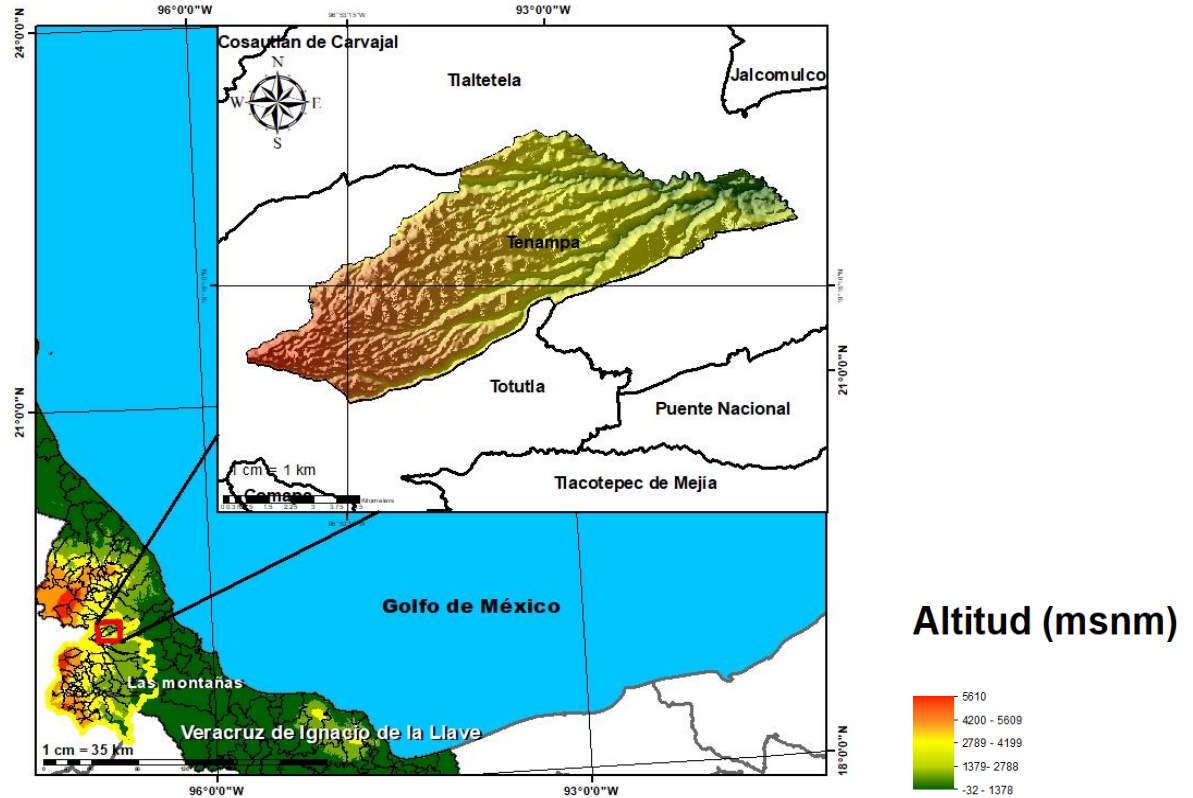 96°0'0"W
93°0'0"W
24°0'0"N
Cosautlán de Carvajal
Tlaltetela
Jalcomulco
N
W
E
S
Tenampa
21°0'0"N
21°0'0"N
Totutla
Puente Nacional
1 cm = 1 km
Tlacotepec de Mejía
Kilometers
Golfo de México
Altitud (msnm)
Las montañas
Veracruz de Ignacio de la Llave
1 cm = 35 km
18°0'0"N
96°0'0"W
93°0'0"W
5610
4200 - 5609
2789 - 4199
1379- 2788
-32 - 1378